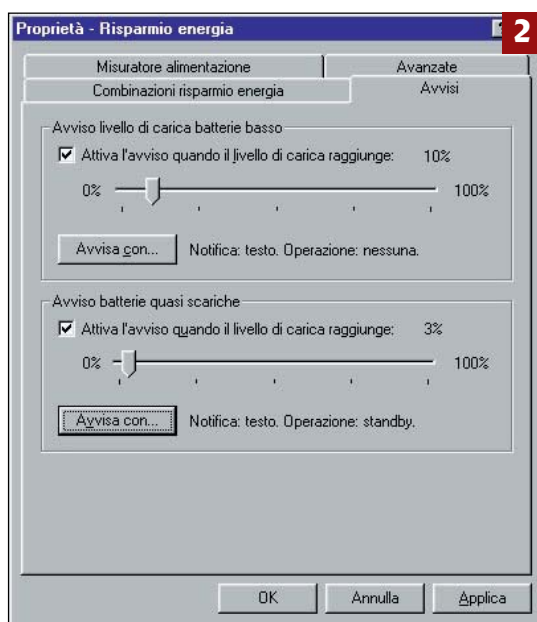 Proprietà - Risparmio energia
2
Misuratore alimentazione
Avanzate
Combinazioni risparmio energia
Avvisi
Avviso livello di carica batterie basso
Attiva l'avviso quando il livello di carica raggiunge: 10%
0% 100%
Avvisa con... Notifica: testo. Operazione: nessuna.
Avviso batterie quasi scariche
Attiva l'avviso quando il livello di carica raggiunge: 3%
0% 100%
Avvisa con... Notifica: testo. Operazione: standby.
OK Annulla Applica